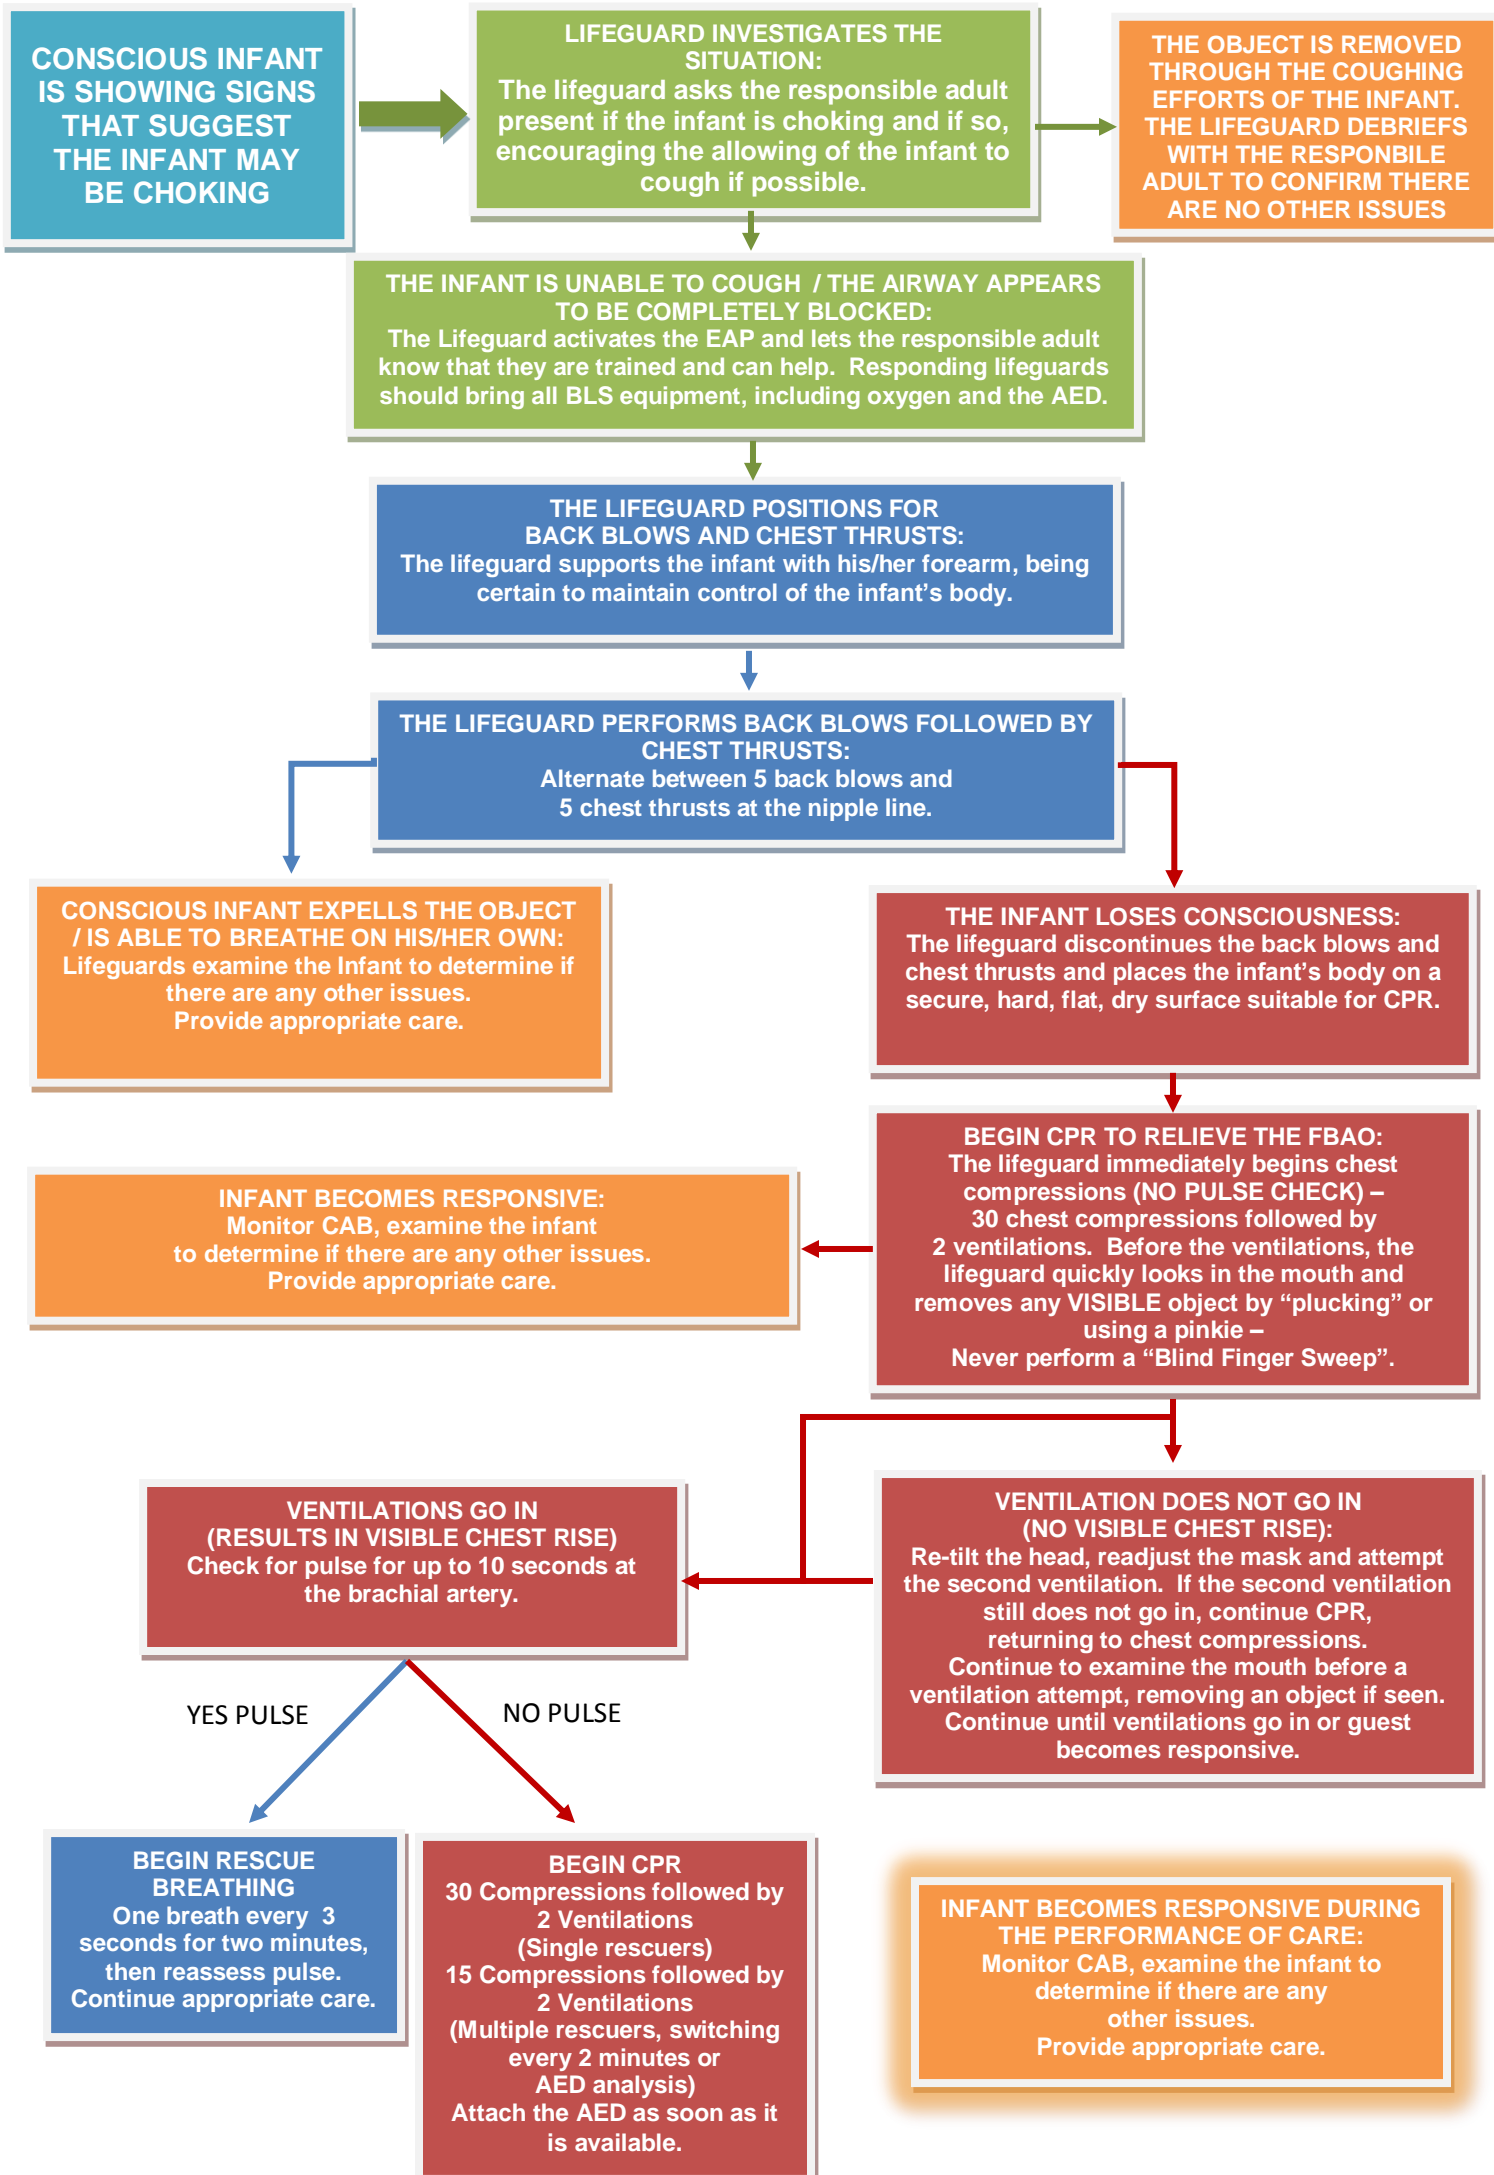 CONSCIOUS INFANT
IS SHOWING SIGNS
THAT SUGGEST
THE INFANT MAY
BE CHOKING
LIFEGUARD INVESTIGATES THE
SITUATION:
The lifeguard asks the responsible adult
present if the infant is choking and if so,
encouraging the allowing of the infant to
cough if possible.
THE OBJECT IS REMOVED
THROUGH THE COUGHING
EFFORTS OF THE INFANT.
THE LIFEGUARD DEBRIEFS
WITH THE RESPONBILE
ADULT TO CONFIRM THERE
ARE NO OTHER ISSUES
THE INFANT IS UNABLE TO COUGH / THE AIRWAY APPEARS
TO BE COMPLETELY BLOCKED:
The Lifeguard activates the EAP and lets the responsible adult
know that they are trained and can help. Responding lifeguards
should bring all BLS equipment, including oxygen and the AED.
THE LIFEGUARD POSITIONS FOR
BACK BLOWS AND CHEST THRUSTS:
The lifeguard supports the infant with his/her forearm, being
certain to maintain control of the infant’s body.
THE LIFEGUARD PERFORMS BACK BLOWS FOLLOWED BY
CHEST THRUSTS:
Alternate between 5 back blows and
5 chest thrusts at the nipple line.
CONSCIOUS INFANT EXPELLS THE OBJECT
/ IS ABLE TO BREATHE ON HIS/HER OWN:
Lifeguards examine the Infant to determine if
there are any other issues.
Provide appropriate care.
THE INFANT LOSES CONSCIOUSNESS:
The lifeguard discontinues the back blows and
chest thrusts and places the infant’s body on a
secure, hard, flat, dry surface suitable for CPR.
BEGIN CPR TO RELIEVE THE FBAO:
The lifeguard immediately begins chest
compressions (NO PULSE CHECK) –
30 chest compressions followed by
2 ventilations. Before the ventilations, the
lifeguard quickly looks in the mouth and
removes any VISIBLE object by “plucking” or
using a pinkie –
Never perform a “Blind Finger Sweep”.
INFANT BECOMES RESPONSIVE:
Monitor CAB, examine the infant
to determine if there are any other issues.
Provide appropriate care.
VENTILATIONS GO IN
(RESULTS IN VISIBLE CHEST RISE)
Check for pulse for up to 10 seconds at
the brachial artery.
VENTILATION DOES NOT GO IN
(NO VISIBLE CHEST RISE):
Re-tilt the head, readjust the mask and attempt
the second ventilation. If the second ventilation
still does not go in, continue CPR,
returning to chest compressions.
Continue to examine the mouth before a
ventilation attempt, removing an object if seen.
Continue until ventilations go in or guest
becomes responsive.
YES PULSE
NO PULSE
BEGIN RESCUE
BREATHING
One breath every 3
seconds for two minutes,
then reassess pulse.
Continue appropriate care.
BEGIN CPR
30 Compressions followed by
2 Ventilations
(Single rescuers)
15 Compressions followed by
2 Ventilations
(Multiple rescuers, switching
every 2 minutes or
AED analysis)
Attach the AED as soon as it
is available.
INFANT BECOMES RESPONSIVE DURING
THE PERFORMANCE OF CARE:
Monitor CAB, examine the infant to
determine if there are any
other issues.
Provide appropriate care.